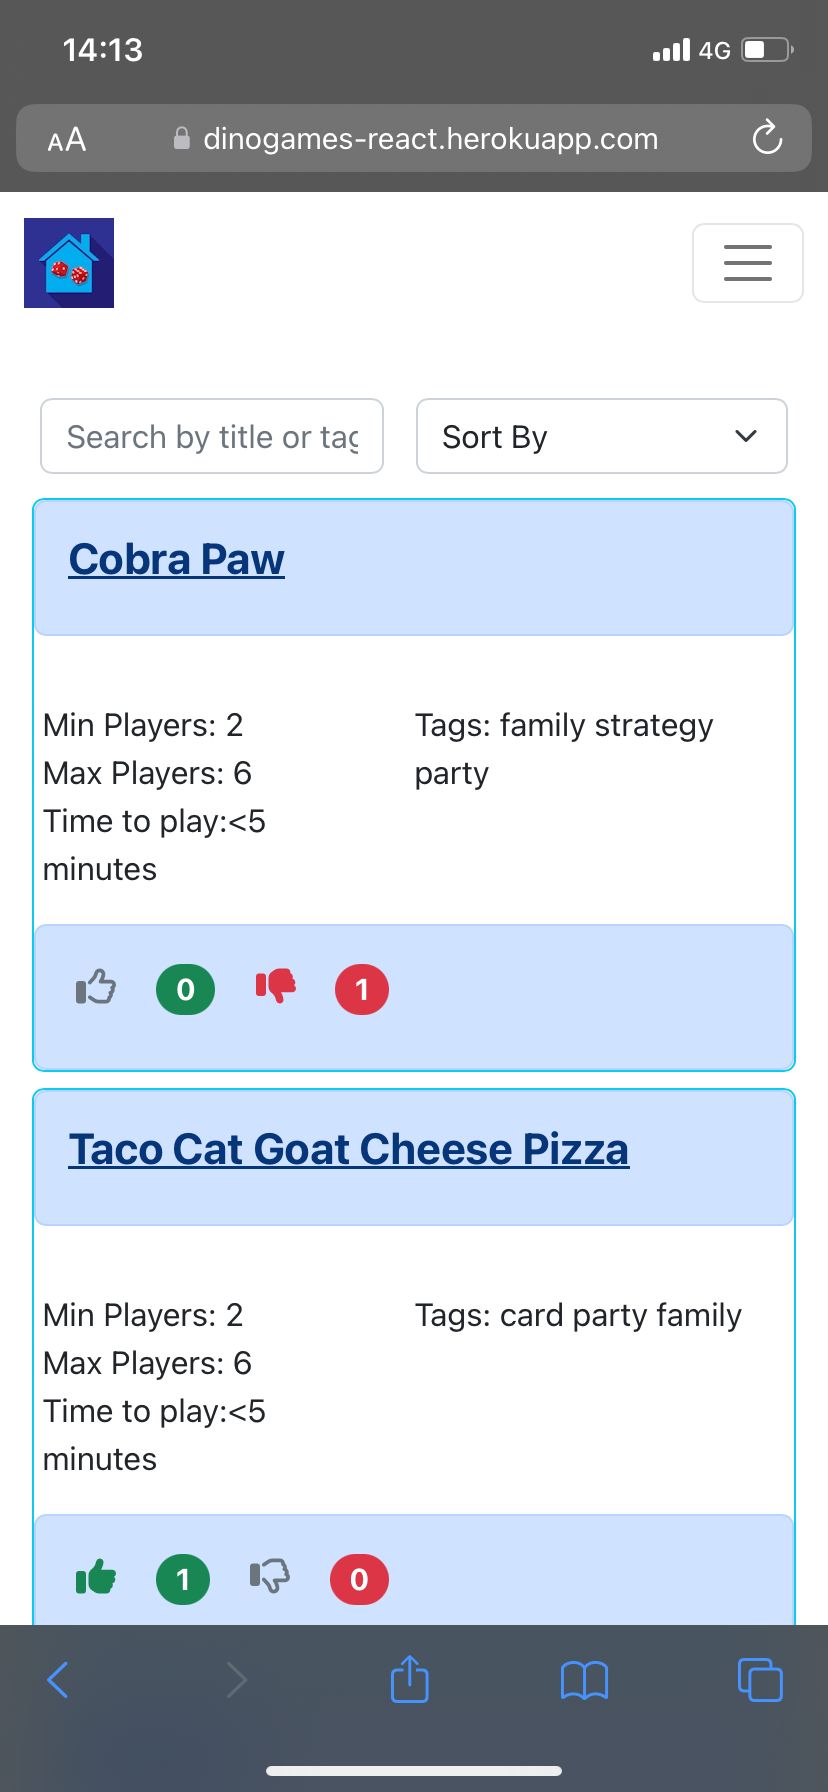 14:13
4G
AA
dinogames-react.herokuapp.com
Search by title or tag
Sort By
Cobra Paw
Min Players: 2
Max Players: 6
Time to play:<5
minutes
Tags: family strategy
party
0
1
Taco Cat Goat Cheese Pizza
Min Players: 2
Max Players: 6
Time to play:<5
minutes
Tags: card party family
1
0